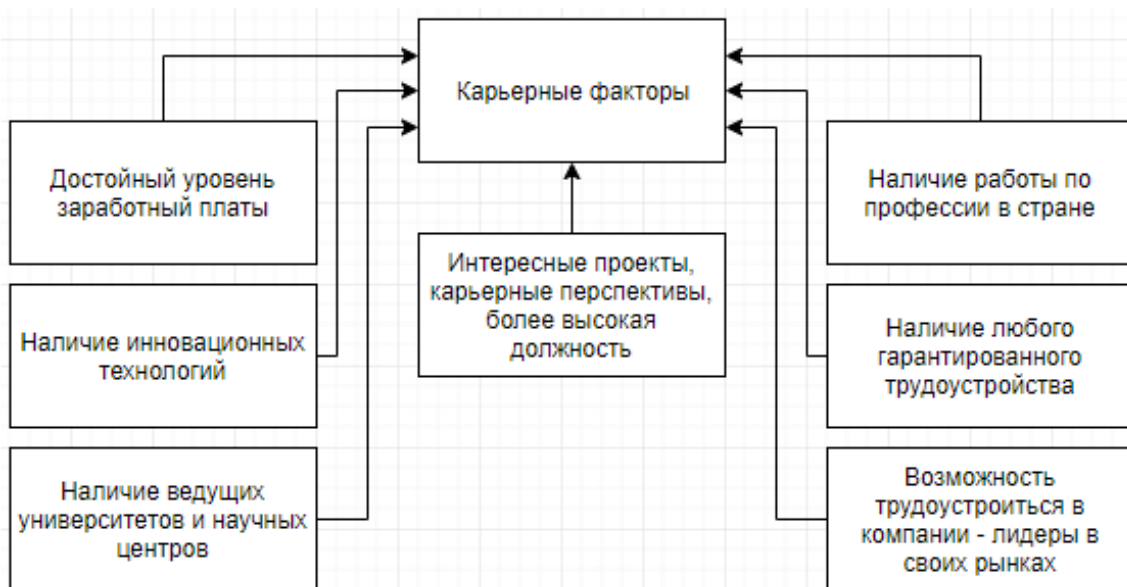 Карьерные факторы
Достойный уровень
заработный платы
Наличие работы по
профессии в стране
Интересные проекты,
карьерные перспективы,
более высокая
должность
Наличие инновационных
технологий
Наличие любого
гарантированного
трудоустройства
Наличие ведущих
университетов и научных
центров
Возможность
трудоустроиться в
компании - лидеры в
своих рынках